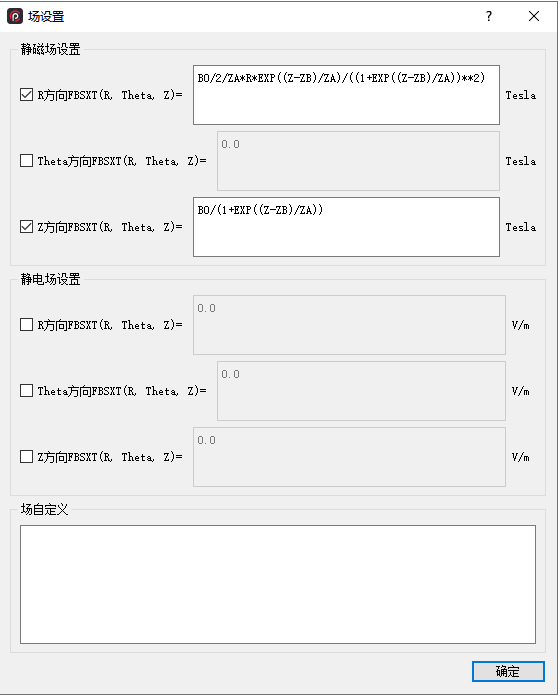 场设置
?
静磁场设置
R方向FBSXT(R, Theta, Z)=
BO/2/ZA*R*EXP((Z-ZB)/ZA)/((1+EXP((Z-ZB)/ZA))**2)
Tesla
Theta方向FBSXT(R, Theta, Z)=
0.0
Tesla
Z方向FBSXT(R, Theta, Z)=
BO/(1+EXP((Z-ZB)/ZA))
Tesla
静电场设置
R方向FBSXT(R, Theta, Z)=
0.0
V/m
Theta方向FBSXT(R, Theta, Z)=
0.0
V/m
Z方向FBSXT(R, Theta, Z)=
0.0
V/m
场自定义
确定